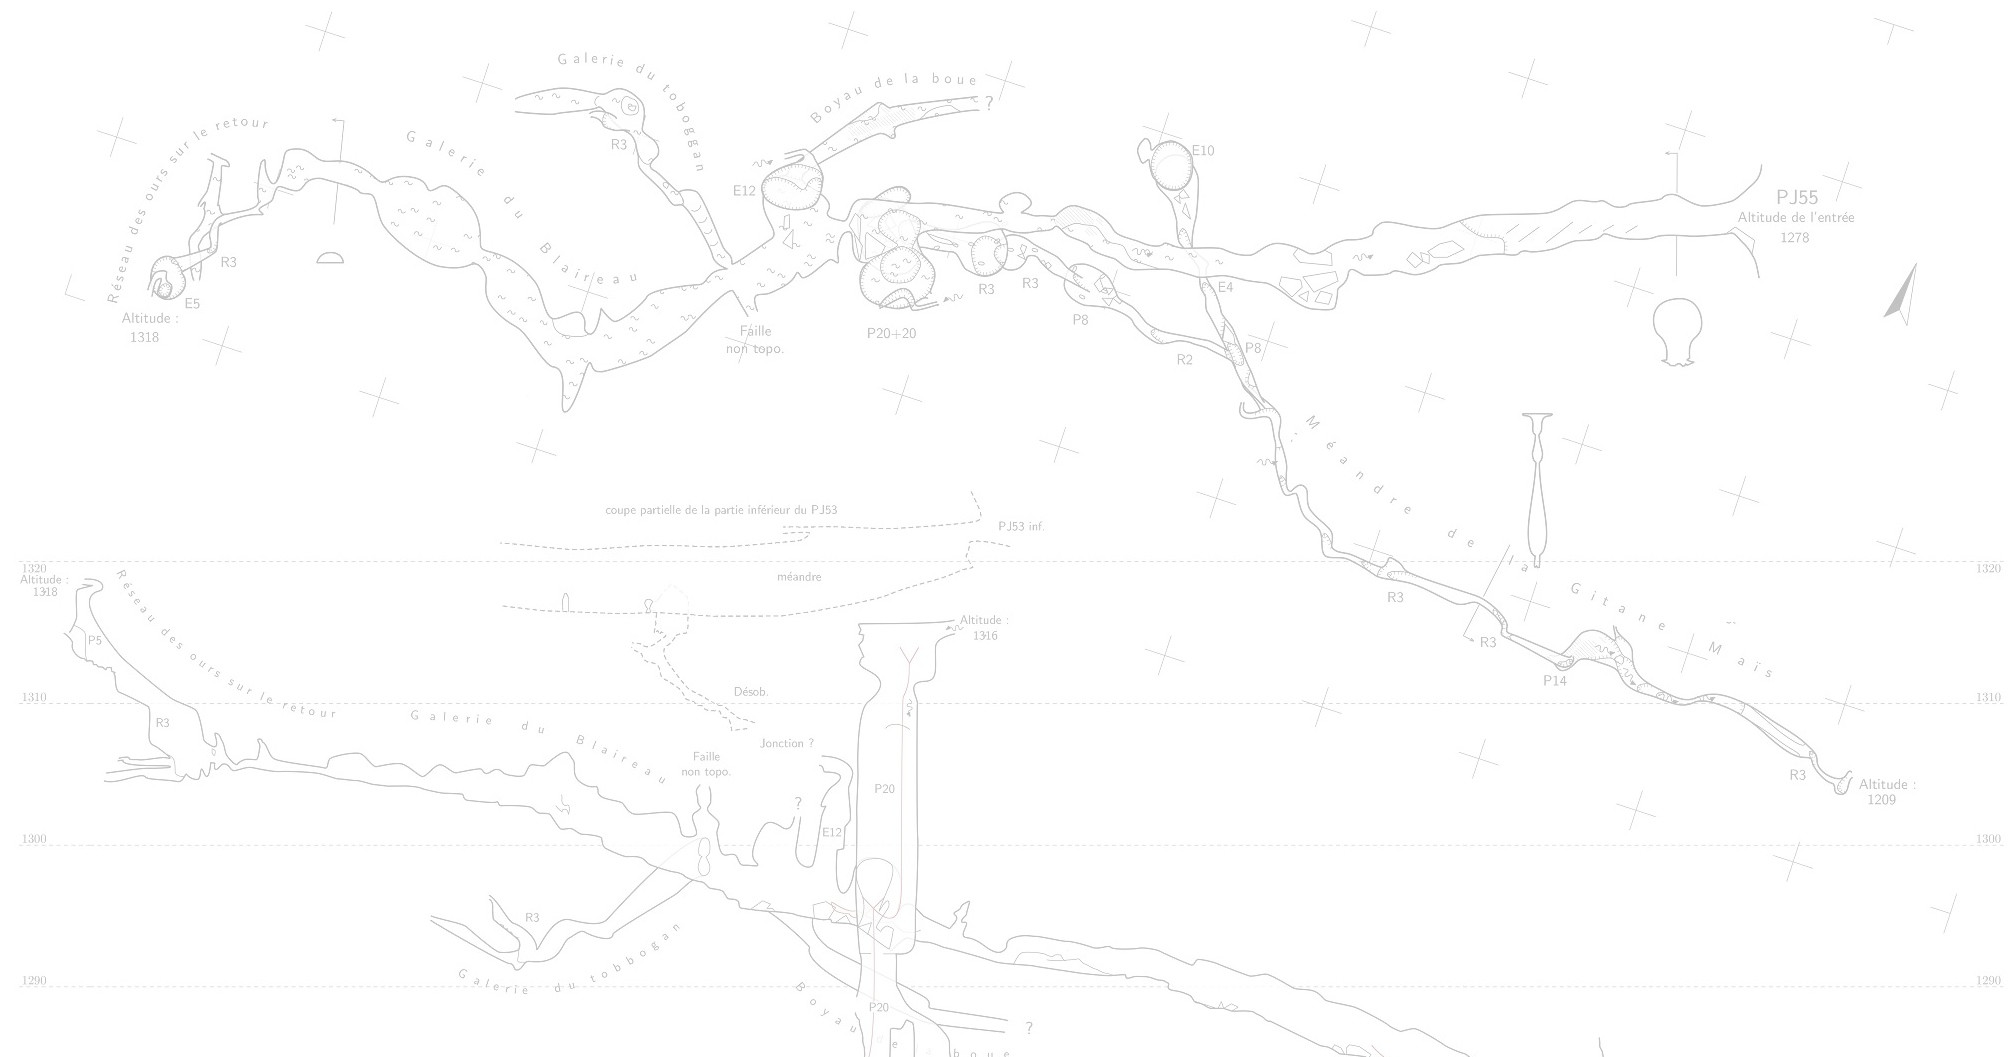 Galerie du toboggan
Boyau de la boue
?
Réseau des ours sur le retour
Galerie du Blaireau
R3
E12
E10
PJ55
Altitude de l'entrée
1278
R3
E5
Altitude :
1318
R3
R3
E4
P8
P20+20
Faille
non topo.
R2
P8
Méandre de la Gitane Maïs
coupe partielle de la partie inférieur du PJ53
PJ53 inf.
1320
1320
Altitude :
1318
méandre
R3
Altitude :
1316
P5
R3
P14
Réseau des ours sur le retour
Désob.
1310
1310
Galerie du Blaireau
R3
Jonction ?
Faille
non topo.
R3
Altitude :
1209
P20
?
E12
1300
1300
R3
Galerie du tobbogan
1290
1290
Boyau
P20
?
e
boue